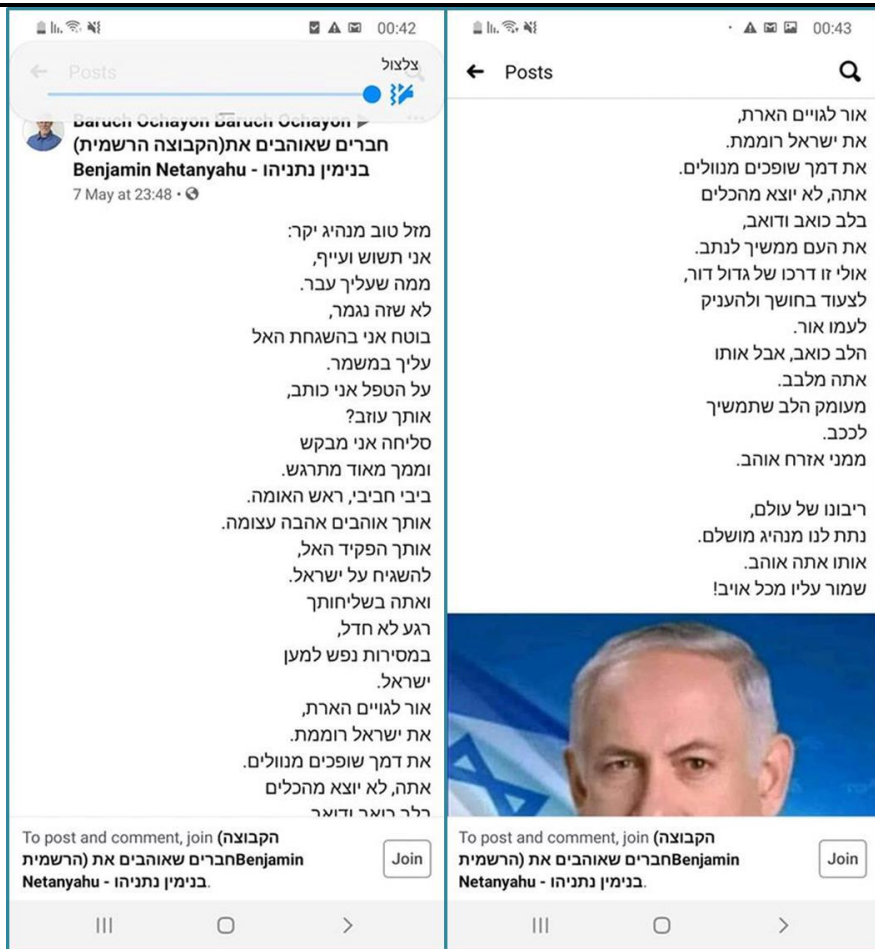 00:42
צלצול
Posts
Baruch Ochayon Baruch Ochayon ▶
חברים שאוהבים את(הקבוצה הרשמית)
Benjamin Netanyahu - בנימין נתניהו
7 May at 23:48 •
מזל טוב מנהיג יקר:
אני תשוש ועייף,
ממה שעליך עבר.
לא שזה נגמר,
בוטח אני בהשגחת האל
עליך במשמר.
על הטפל אני כותב,
אותך עוזב?
סליחה אני מבקש
וממך מאוד מתרגש.
ביבי חביבי, ראש האומה.
אותך אוהבים אהבה עצומה.
אותך הפקיד האל,
להשגיח על ישראל.
ואתה בשליחותך
רגע לא חדל,
במסירות נפש למען
ישראל.
אור לגויים הארת,
את ישראל רוממת.
את דמך שופכים מנוולים.
אתה, לא יוצא מהכלים
בלב כואב ודואב
To post and comment, join (הקבוצה
הרשמית) חברים שאוהבים אתBenjamin
Netanyahu - בנימין נתניהו.
Join
00:43
Posts
אור לגויים הארת,
את ישראל רוממת.
את דמך שופכים מנוולים.
אתה, לא יוצא מהכלים
בלב כואב ודואב,
את העם ממשיך לנתב.
אולי זו דרכו של גדול דור,
לצעוד בחושך ולהעניק
לעמו אור.
הלב כואב, אבל אותו
אתה מלבב.
מעומק הלב שתמשיך
לככב.
ממני אזרח אוהב.
ריבונו של עולם,
נתת לנו מנהיג מושלם.
אותו אתה אוהב.
שמור עליו מכל אויב!
To post and comment, join (הקבוצה
הרשמית) חברים שאוהבים אתBenjamin
Netanyahu - בנימין נתניהו.
Join